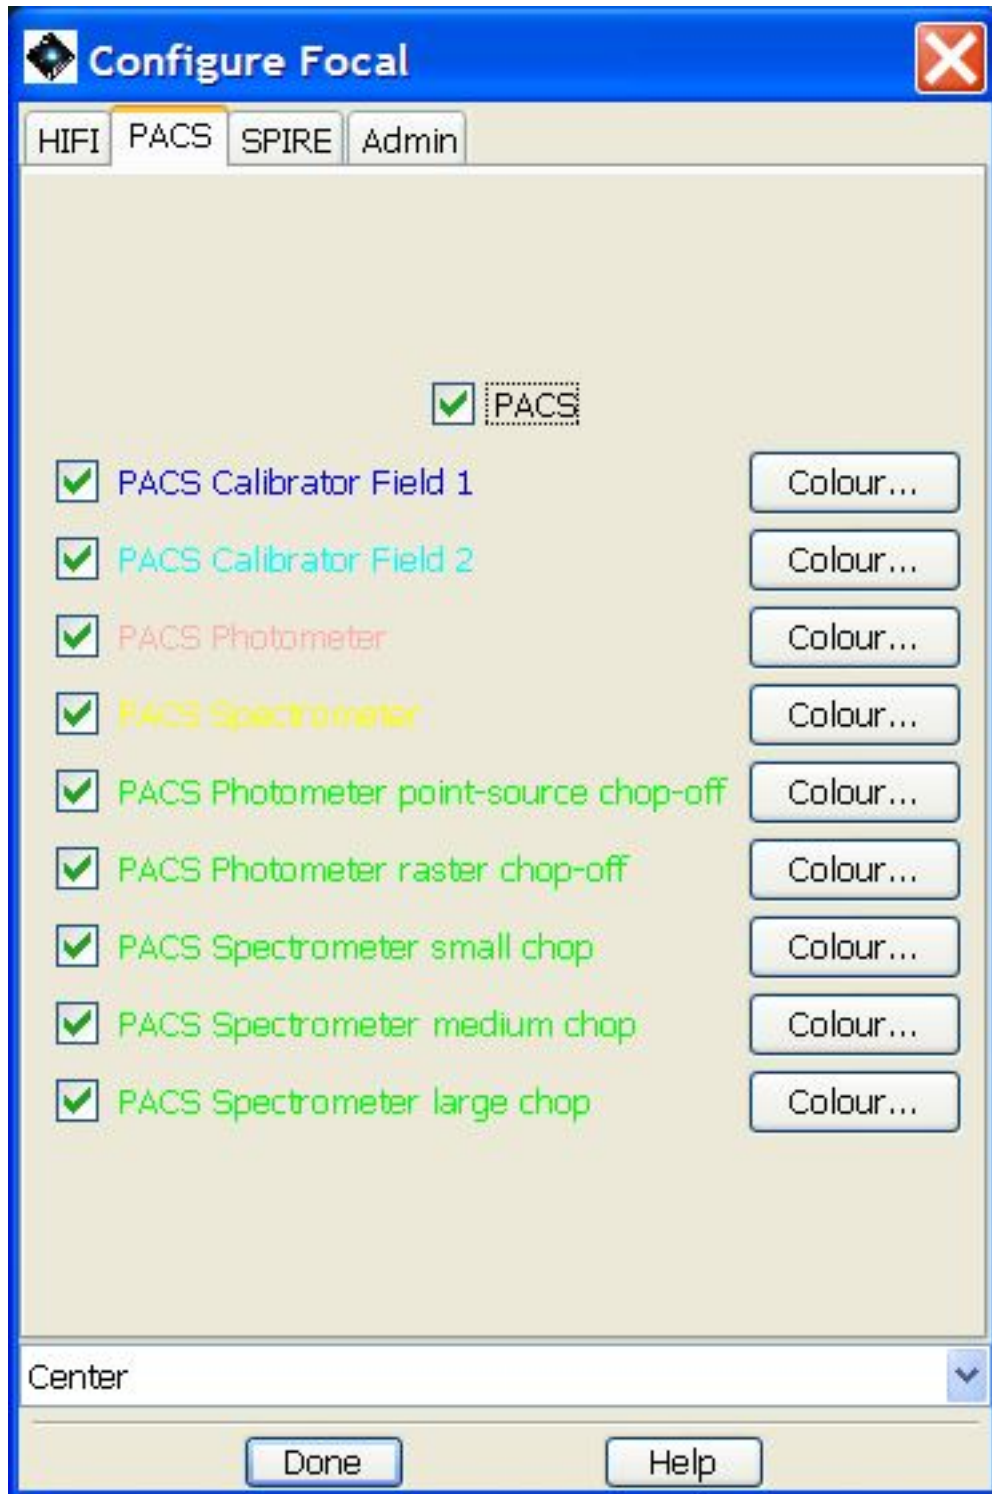 Configure Focal
HIFI PACS SPIRE Admin
PACS
PACS Calibrator Field 1 Colour...
PACS Calibrator Field 2 Colour...
PACS Photometer Colour...
PACS Spectrometer Colour...
PACS Photometer point-source chop-off Colour...
PACS Photometer raster chop-off Colour...
PACS Spectrometer small chop Colour...
PACS Spectrometer medium chop Colour...
PACS Spectrometer large chop Colour...
Center
Done Help